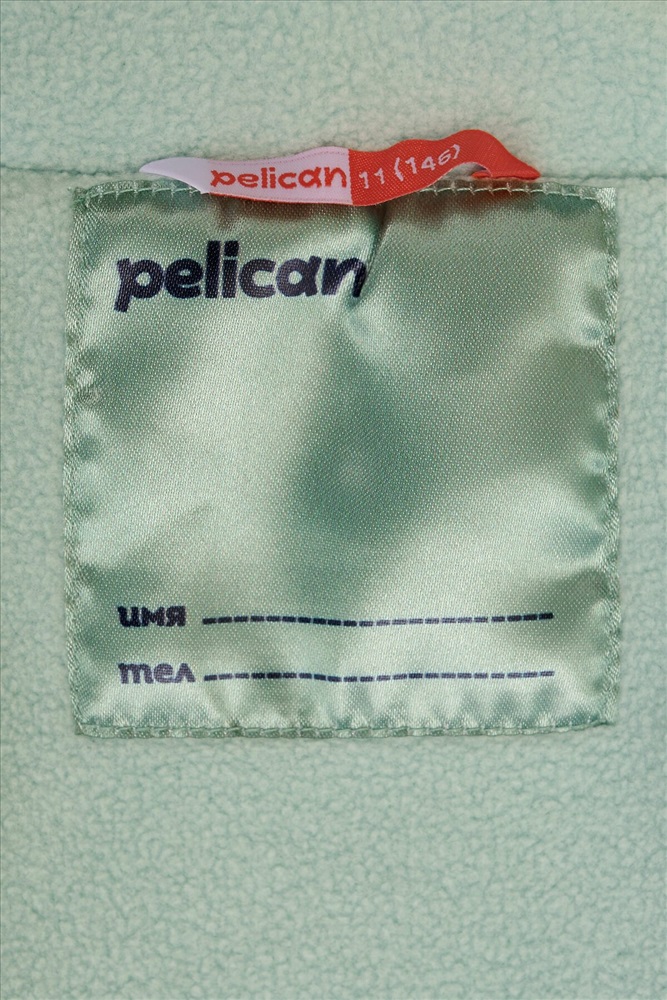 pelican 11 (146)
pelican
имя
тел